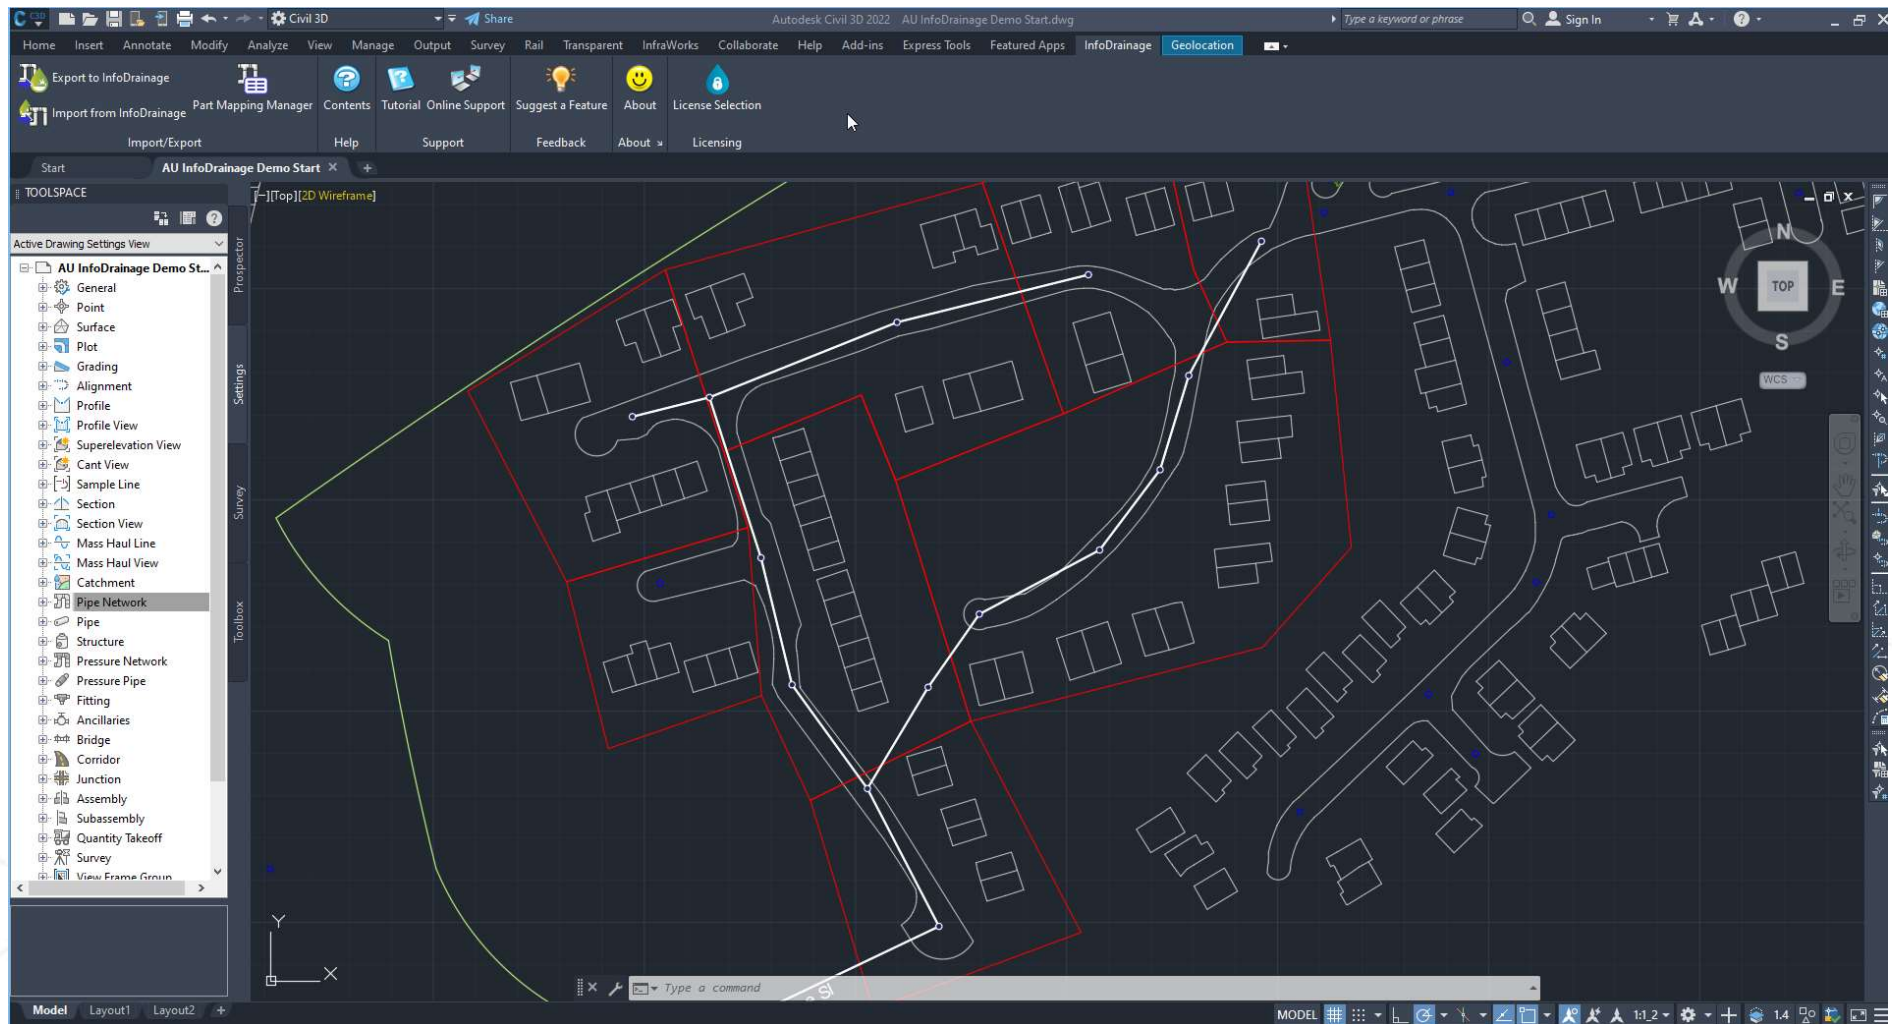 C3D Civil 3D Share Autodesk Civil 3D 2022 AU InfoDrainage Demo Start.dwg Type a keyword or phrase Sign In
Home Insert Annotate Modify Analyze View Manage Output Survey Rail Transparent InfraWorks Collaborate Help Add-ins Express Tools Featured Apps InfoDrainage Geolocation
Export to InfoDrainage
Import from InfoDrainage Part Mapping Manager Contents Tutorial Online Support Suggest a Feature About License Selection
Import/Export Help Support Feedback About Licensing
Start AU InfoDrainage Demo Start
TOOLSPACE
[–][Top][2D Wireframe]
Active Drawing Settings View
AU InfoDrainage Demo St...
General
Point
Surface
Plot
Grading
Alignment
Profile
Profile View
Superelevation View
Cant View
Sample Line
Section
Section View
Mass Haul Line
Mass Haul View
Catchment
Pipe Network
Pipe
Structure
Pressure Network
Pressure Pipe
Fitting
Ancillaries
Bridge
Corridor
Junction
Assembly
Subassembly
Quantity Takeoff
Survey
View Frame Group
Prospector
Settings
Survey
Toolbox
N
W TOP E
S
WCS
Y
X
Type a command
Model Layout1 Layout2 +
MODEL 1:1_2 1.4